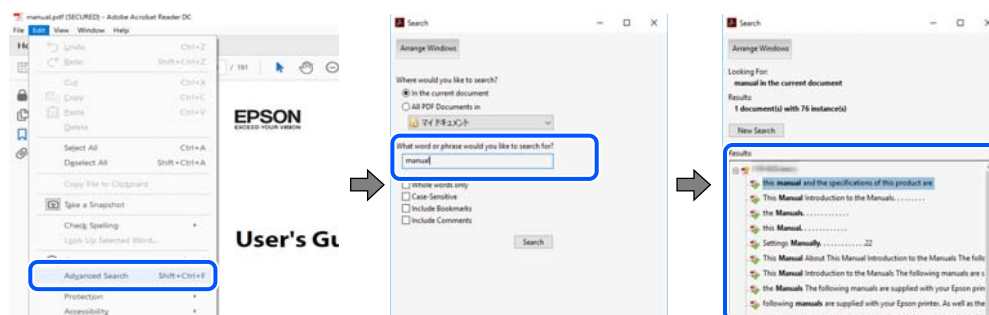 manual.pdf (SECURED) - Adobe Acrobat Reader DC
File Edit View Window Help
Undo Ctrl+Z
Redo Shift+Ctrl+Z
Cut Ctrl+X
Copy Ctrl+C
Paste Ctrl+V
Delete
Select All Ctrl+A
Deselect All Shift+Ctrl+A
Copy File to Clipboard
Take a Snapshot
Check Spelling
Look Up Selected Word...
Advanced Search Shift+Ctrl+F
Protection
Accessibility
/ 181
EPSON
EXCEED YOUR VISION
User's Gu
Search
Arrange Windows
Where would you like to search?
In the current document
All PDF Documents in
マイ ドキュメント
What word or phrase would you like to search for?
manual
Whole words only
Case-Sensitive
Include Bookmarks
Include Comments
Search
Search
Arrange Windows
Looking For:
manual in the current document
Results:
1 document(s) with 76 instance(s)
New Search
Results:
this manual and the specifications of this product are
This Manual Introduction to the Manuals. . . . . . . . .
the Manuals. . . . . . . . . . . .
this Manual. . . . . . . . . . . .
Settings Manually. . . . . . . . . . . . .22
This Manual About This Manual Introduction to the Manuals The follo
This Manual Introduction to the Manuals The following manuals are s
the Manuals The following manuals are supplied with your Epson prin
following manuals are supplied with your Epson printer. As well as the